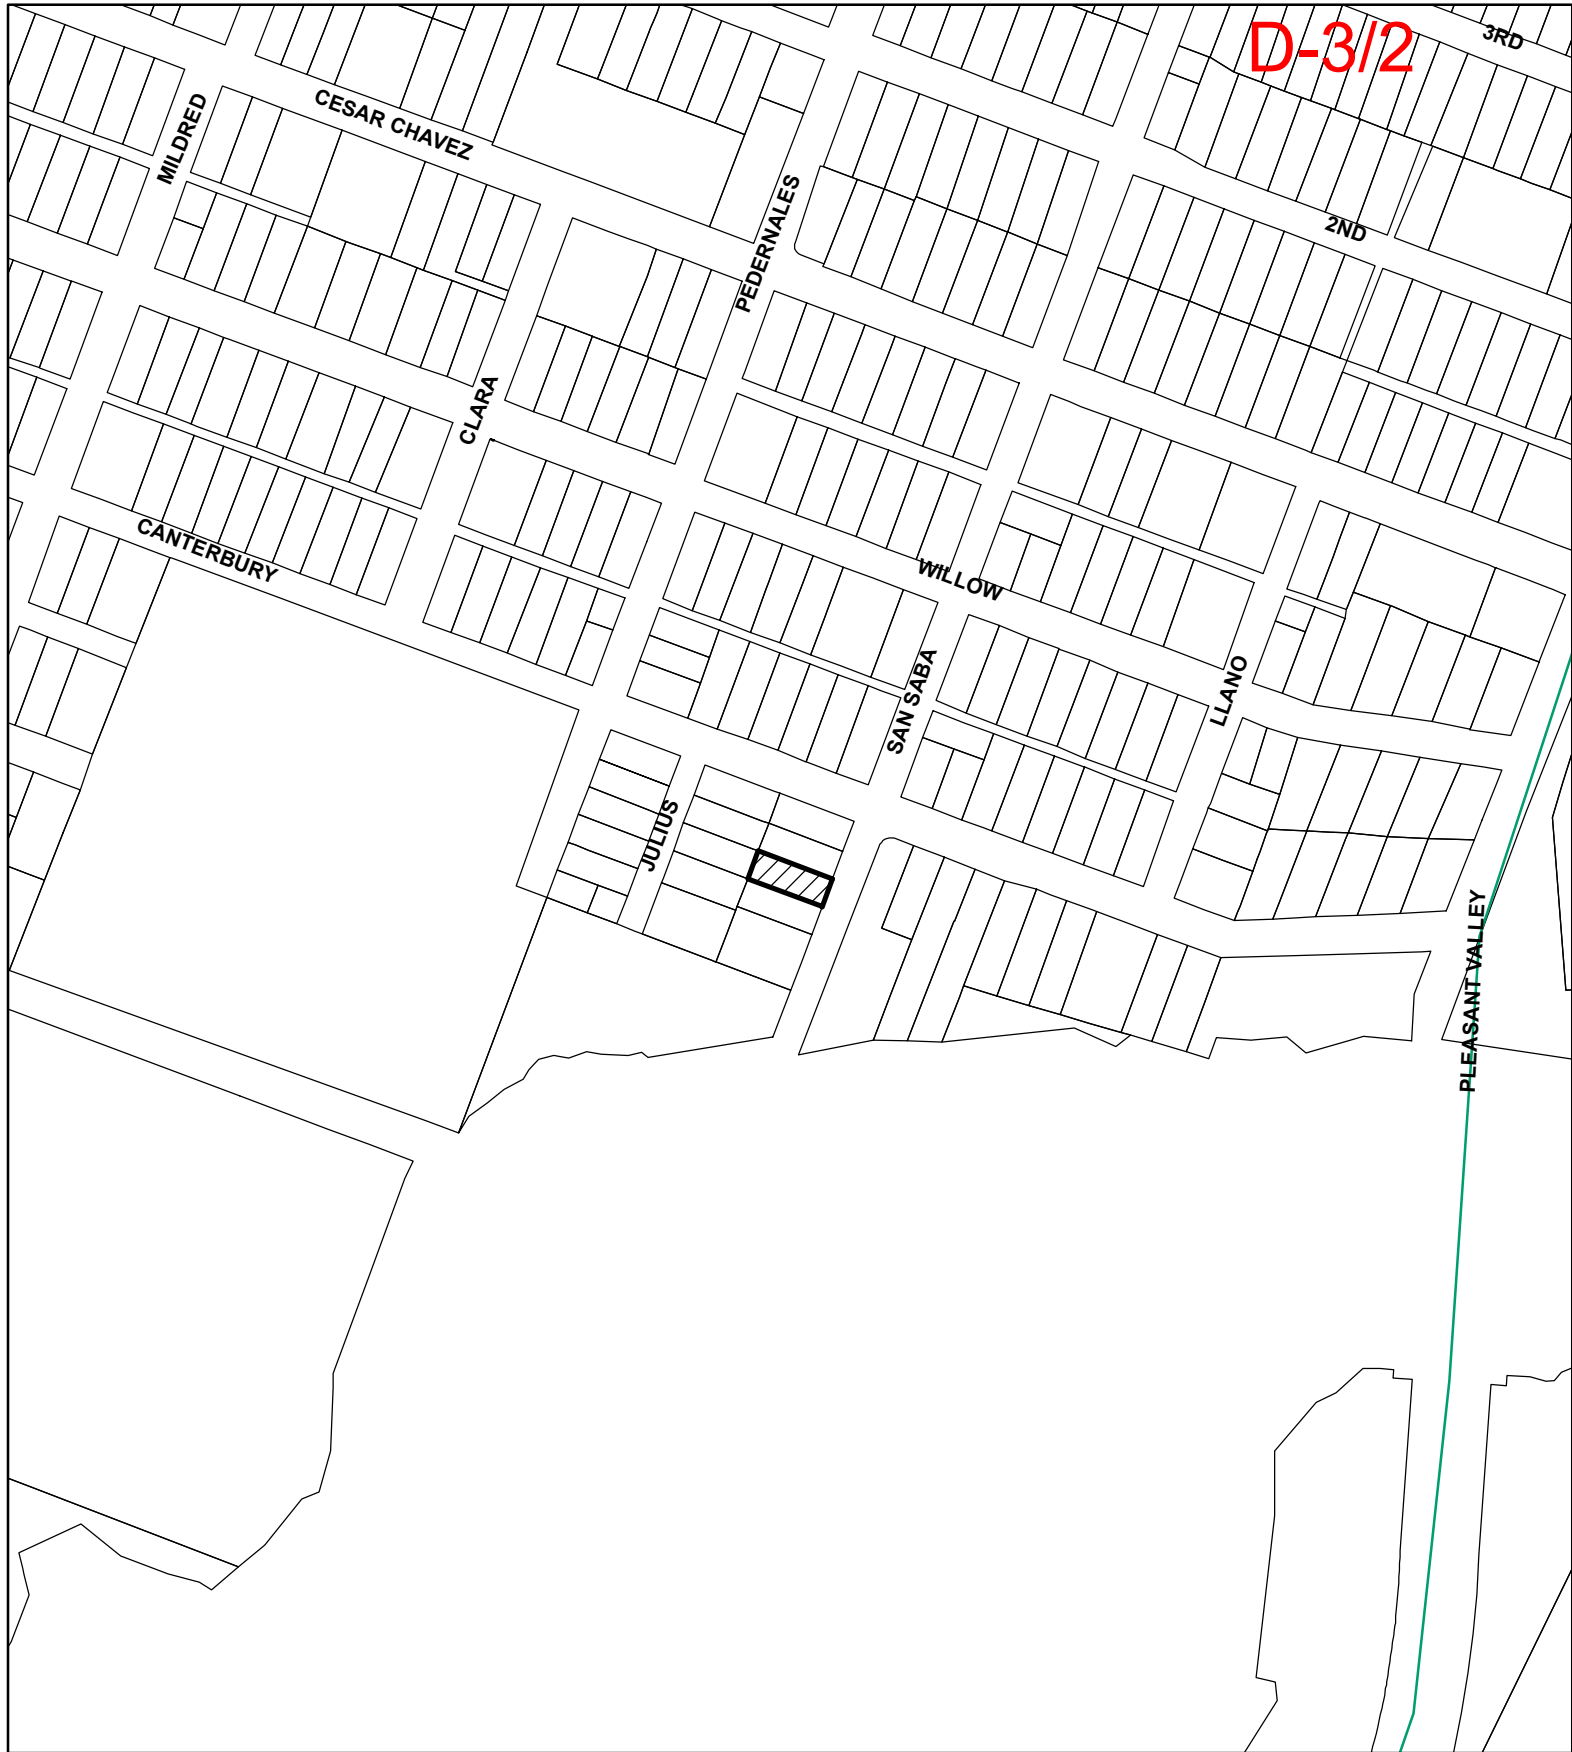 D-3/2
3RD
CESAR CHAVEZ
MILDRED
2ND
PEDERNALES
CLARA
CANTERBURY
WILLOW
SAN SABA
LLANO
JULIUS
PLEASANT VALLEY